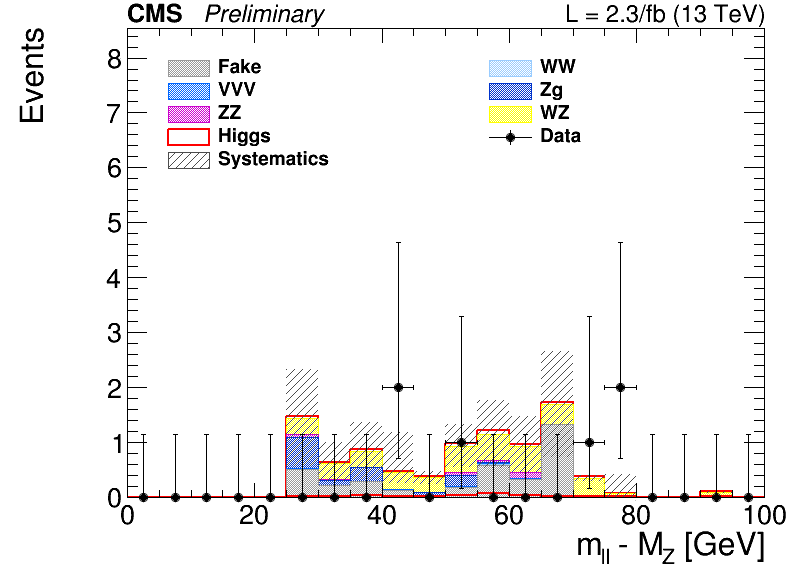 CMS Preliminary L = 2.3/fb (13 TeV)
Events
8
7
6
5
4
3
2
1
0
Fake WW
VVV Zg
ZZ WZ
Higgs Data
Systematics
0 20 40 60 80 100
m_ll - M_Z [GeV]